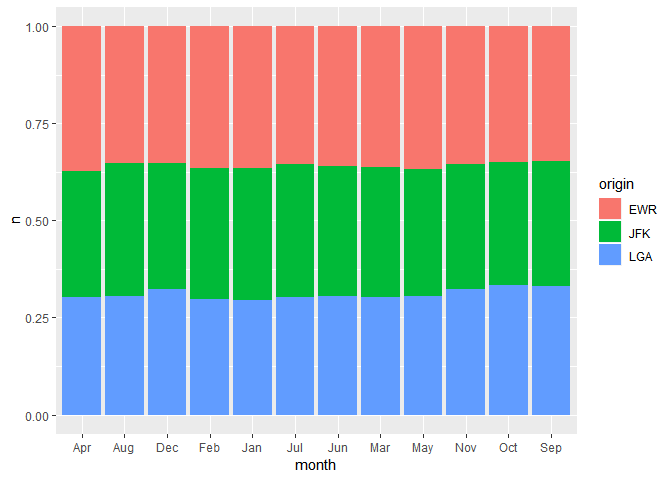 1.00
0.75
0.50
0.25
0.00
n
Apr Aug Dec Feb Jan Jul Jun Mar May Nov Oct Sep
month
origin
EWR
JFK
LGA